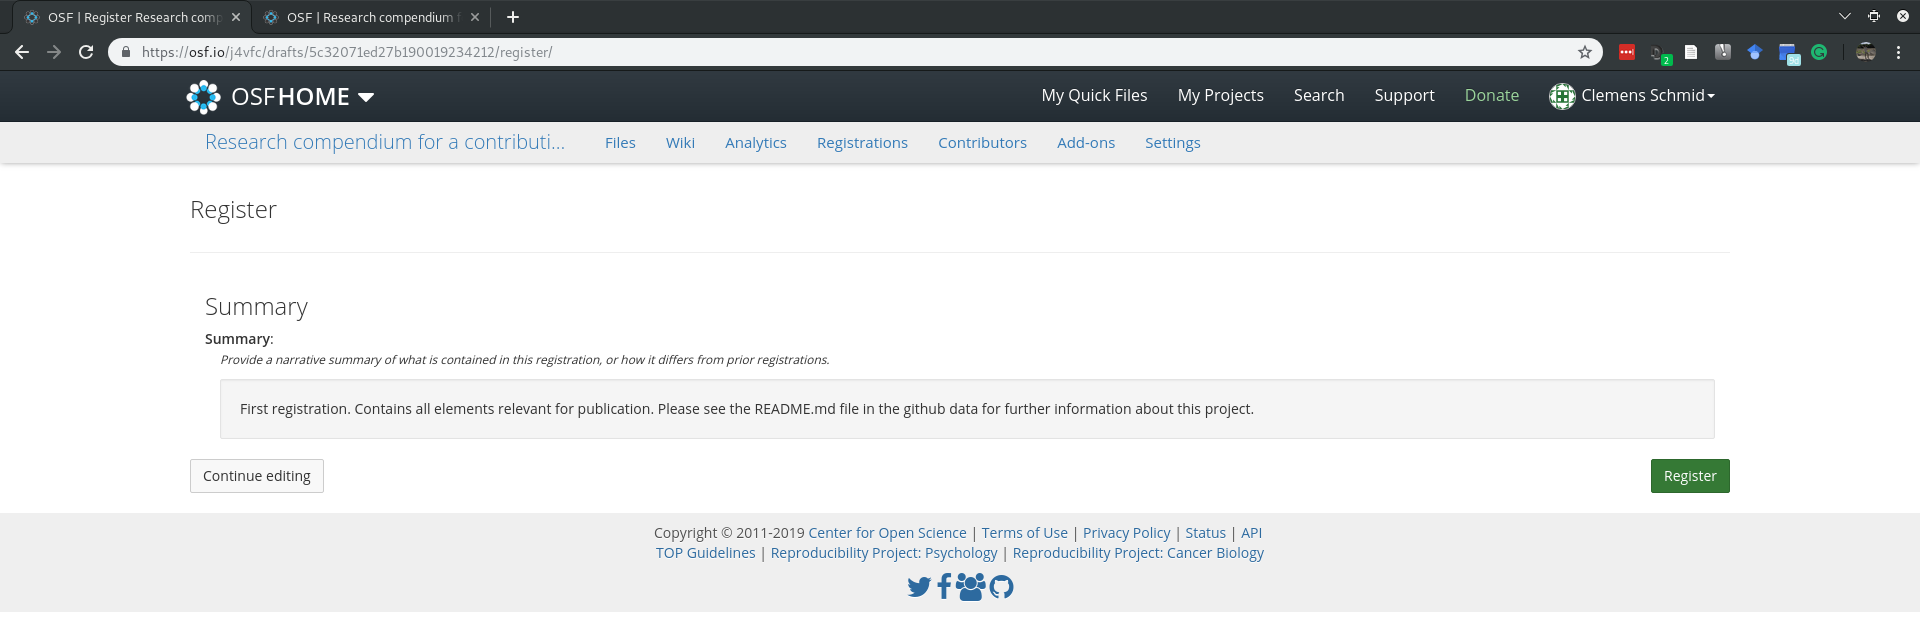 OSF | Register Research comp
OSF | Research compendium f
https://osf.io/j4vfc/drafts/5c32071ed27b190019234212/register/
2
OSFHOME
My Quick Files
My Projects
Search
Support
Donate
Clemens Schmid
Research compendium for a contributi...
Files
Wiki
Analytics
Registrations
Contributors
Add-ons
Settings
Register
Summary
Summary:
Provide a narrative summary of what is contained in this registration, or how it differs from prior registrations.
First registration. Contains all elements relevant for publication. Please see the README.md file in the github data for further information about this project.
Continue editing
Register
Copyright © 2011-2019 Center for Open Science | Terms of Use | Privacy Policy | Status | API
TOP Guidelines | Reproducibility Project: Psychology | Reproducibility Project: Cancer Biology